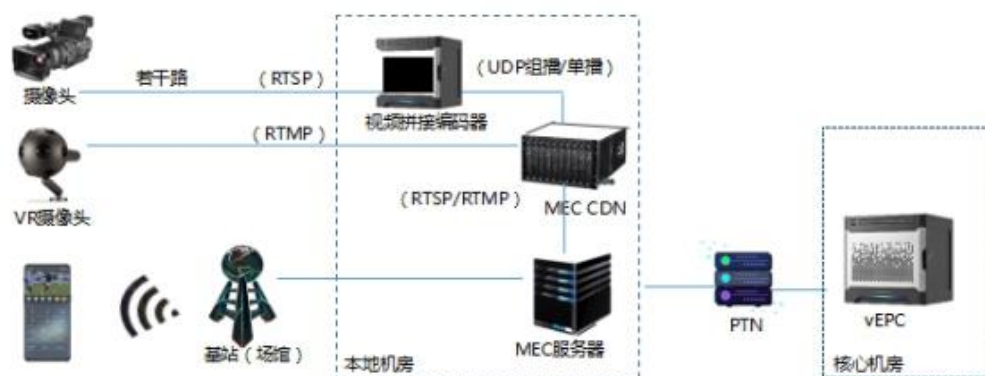 若干路
（RTSP）
（UDP组播/单播）
摄像头
视频拼接编码器
（RTMP）
（RTSP/RTMP）
MEC CDN
VR摄像头
PTN
vEPC
MEC服务器
基站（场馆）
本地机房
核心机房